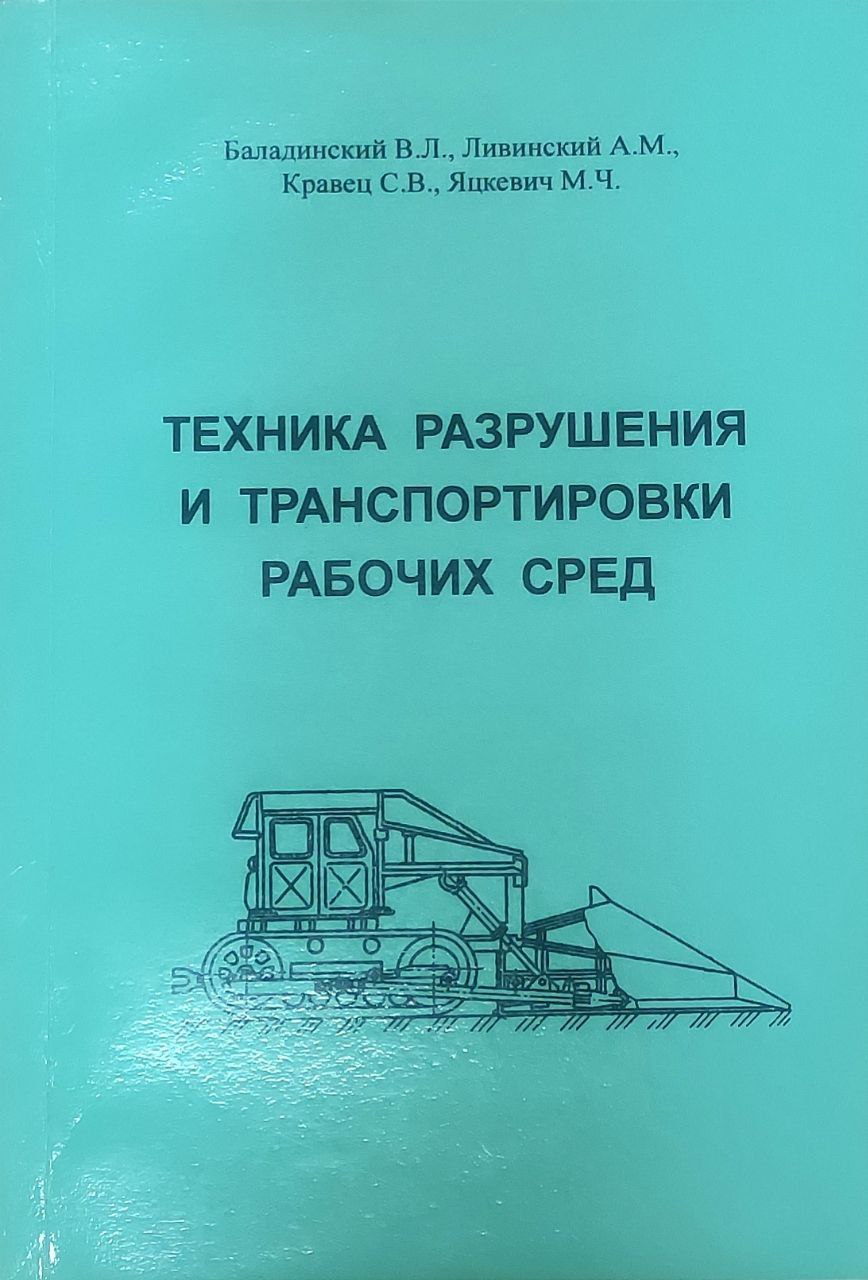 Баладинский В.Л., Ливинский А.М.,
Кравец С.В., Яцкевич М.Ч.
ТЕХНИКА РАЗРУШЕНИЯ
И ТРАНСПОРТИРОВКИ
РАБОЧИХ СРЕД